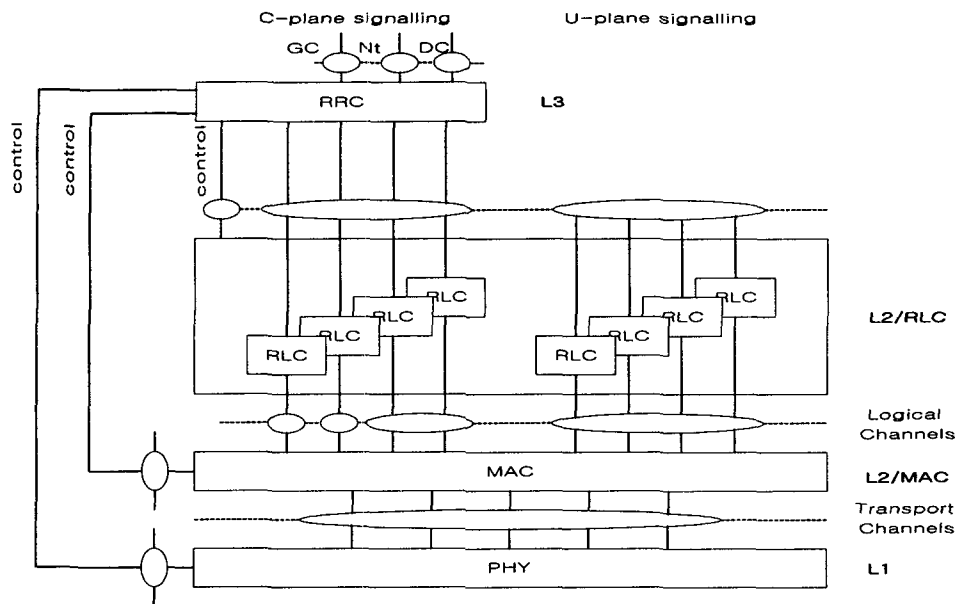 C-plane signalling
U-plane signalling
GC
Nt
DC
RRC
L3
control
control
control
RLC
RLC
RLC
RLC
RLC
RLC
RLC
RLC
L2/RLC
Logical
Channels
MAC
L2/MAC
Transport
Channels
PHY
L1